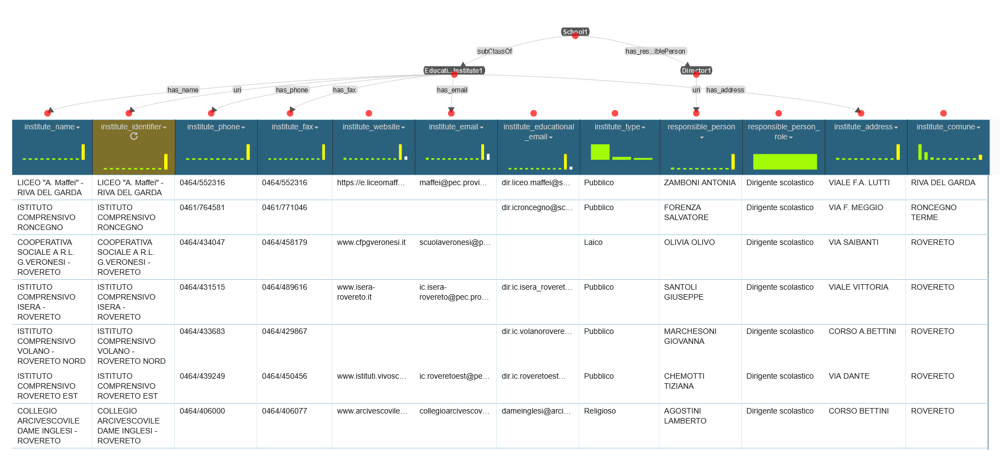 School1
subClassOf
has_res...iblePerson
Educati...Institute1
Director1
has_name
uri
has_phone
has_fax
has_email
uri
has_address
institute_name
institute_identifier
institute_phone
institute_fax
institute_website
institute_email
institute_educational
_email
institute_type
responsible_person
responsible_person_
role
institute_address
institute_comune
LICEO "A. Maffei" -
RIVA DEL GARDA
LICEO "A. Maffei" -
RIVA DEL GARDA
0464/552316
0464/552316
https://e.liceomaff...
maffei@pec.provi...
dir.liceo.maffei@s...
Pubblico
ZAMBONI ANTONIA
Dirigente scolastico
VIALE F.A. LUTTI
RIVA DEL GARDA
ISTITUTO
COMPRENSIVO
RONCEGNO
ISTITUTO
COMPRENSIVO
RONCEGNO
0461/764581
0461/771046
dir.icroncegno@sc...
Pubblico
FORENZA
SALVATORE
Dirigente scolastico
VIA F. MEGGIO
RONCEGNO
TERME
COOPERATIVA
SOCIALE A R.L.
G.VERONESI -
ROVERETO
COOPERATIVA
SOCIALE A R.L.
G.VERONESI -
ROVERETO
0464/434047
0464/458179
www.cfpgveronesi.it
scuolaveronesi@p...
Laico
OLIVIA OLIVO
Dirigente scolastico
VIA SAIBANTI
ROVERETO
ISTITUTO
COMPRENSIVO
ISERA -
ROVERETO
ISTITUTO
COMPRENSIVO
ISERA -
ROVERETO
0464/431515
0464/489616
www.isera-
rovereto.it
ic.isera-
rovereto@pec.pro...
dir.ic.isera_roveret...
Pubblico
SANTOLI
GIUSEPPE
Dirigente scolastico
VIALE VITTORIA
ROVERETO
ISTITUTO
COMPRENSIVO
VOLANO -
ROVERETO NORD
ISTITUTO
COMPRENSIVO
VOLANO -
ROVERETO NORD
0464/433683
0464/429867
dir.ic.volanorovere...
Pubblico
MARCHESONI
GIOVANNA
Dirigente scolastico
CORSO A.BETTINI
ROVERETO
ISTITUTO
COMPRENSIVO
ROVERETO EST
ISTITUTO
COMPRENSIVO
ROVERETO EST
0464/439249
0464/450456
www.istituti.vivosc...
ic.roveretoest@pe...
dir.ic.roveretoest...
Pubblico
CHEMOTTI
TIZIANA
Dirigente scolastico
VIA DANTE
ROVERETO
COLLEGIO
ARCIVESCOVILE
DAME INGLESI -
ROVERETO
COLLEGIO
ARCIVESCOVILE
DAME INGLESI -
ROVERETO
0464/406000
0464/406077
www.arcivescovile...
collegioarcivescov...
dameinglesi@arci...
Religioso
AGOSTINI
LAMBERTO
Dirigente scolastico
CORSO BETTINI
ROVERETO